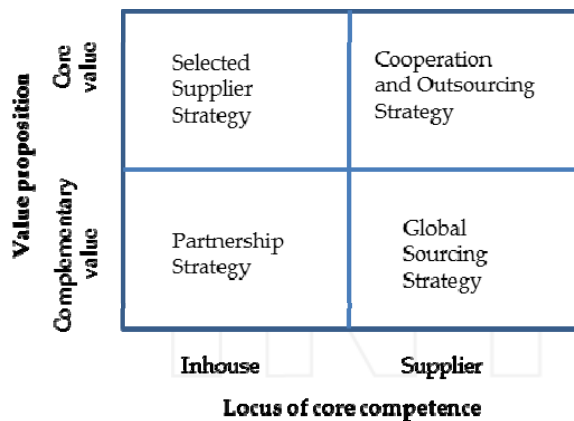 Value proposition
Core
value
Complementary
value
Selected
Supplier
Strategy
Cooperation
and Outsourcing
Strategy
Partnership
Strategy
Global
Sourcing
Strategy
Inhouse
Supplier
Locus of core competence